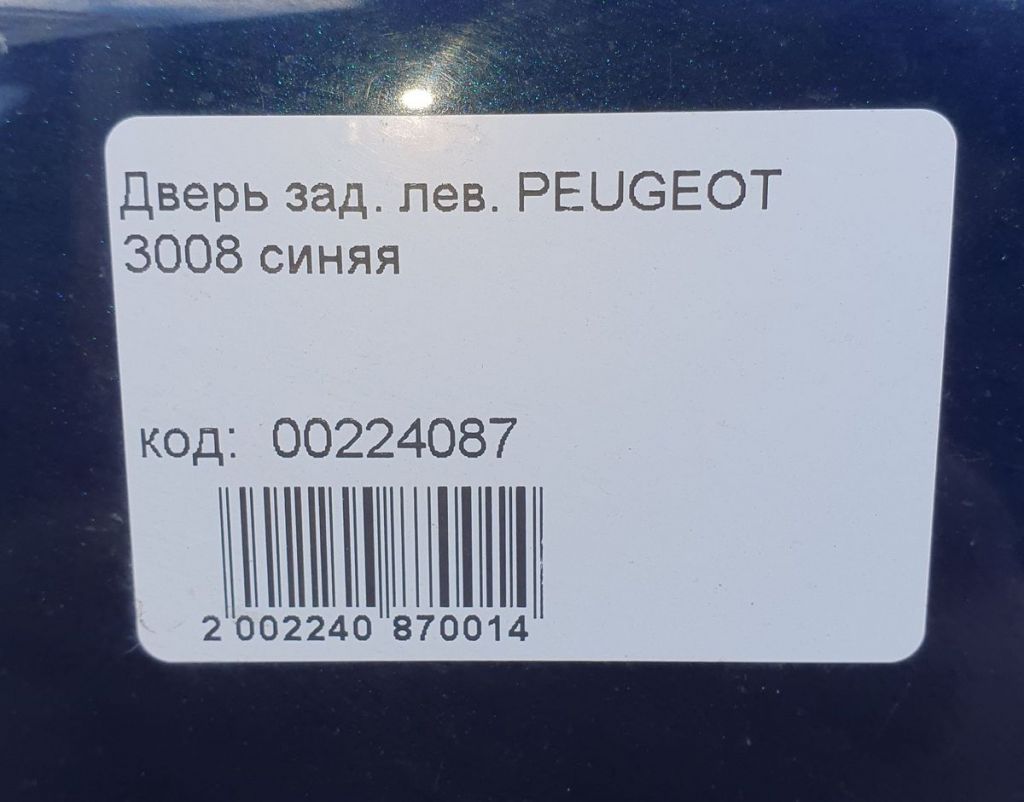 Дверь зад. лев. PEUGEOT
3008 синяя
код: 00224087
2 002240 870014